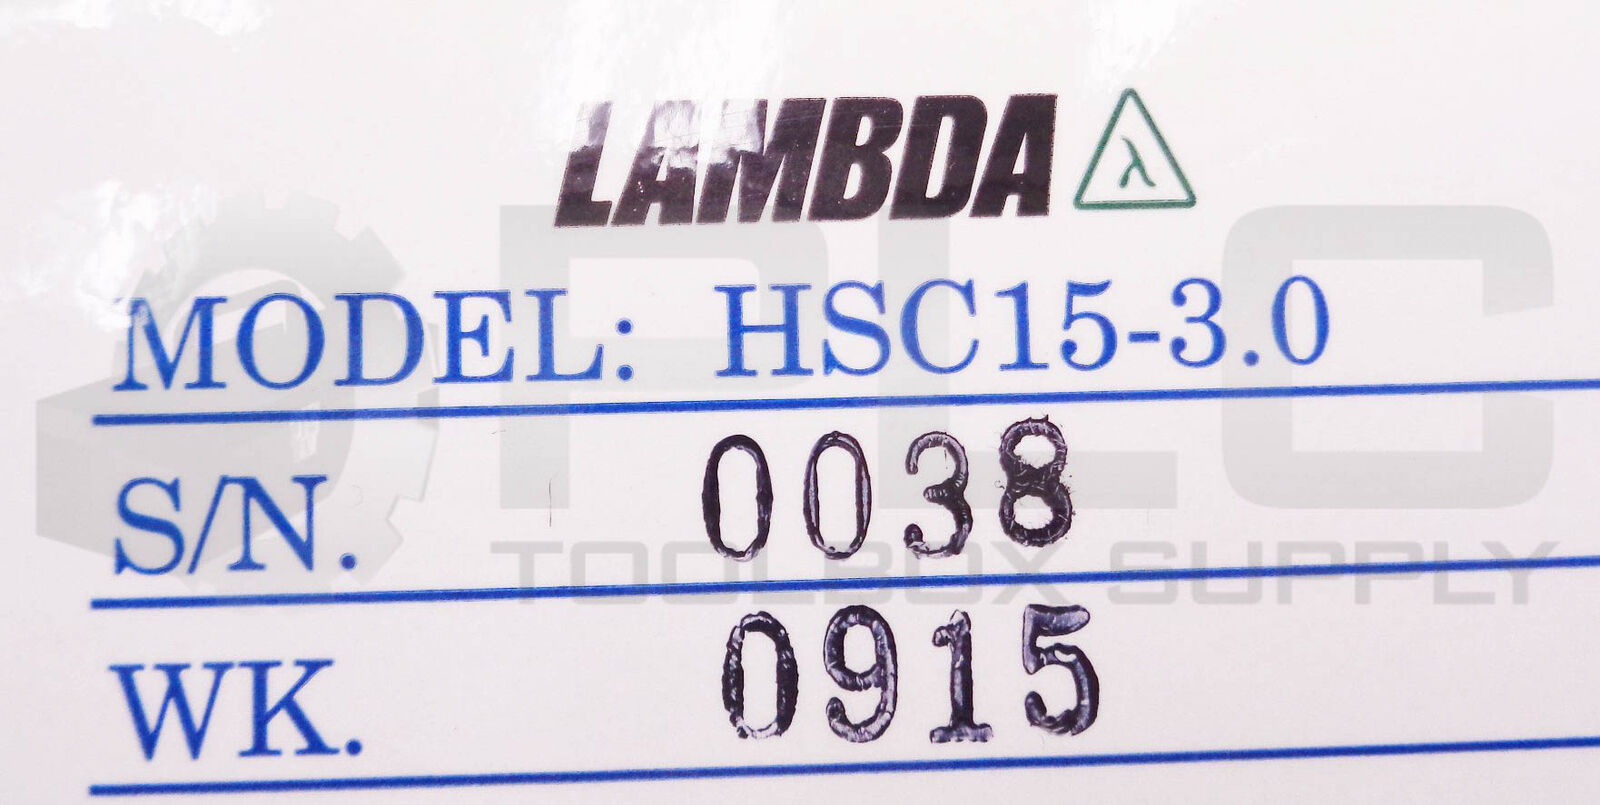 LAMBDA λ
MODEL: HSC15-3.0
S/N. 0038
WK. 0915
PLC
TOOLBOX SUPPLY